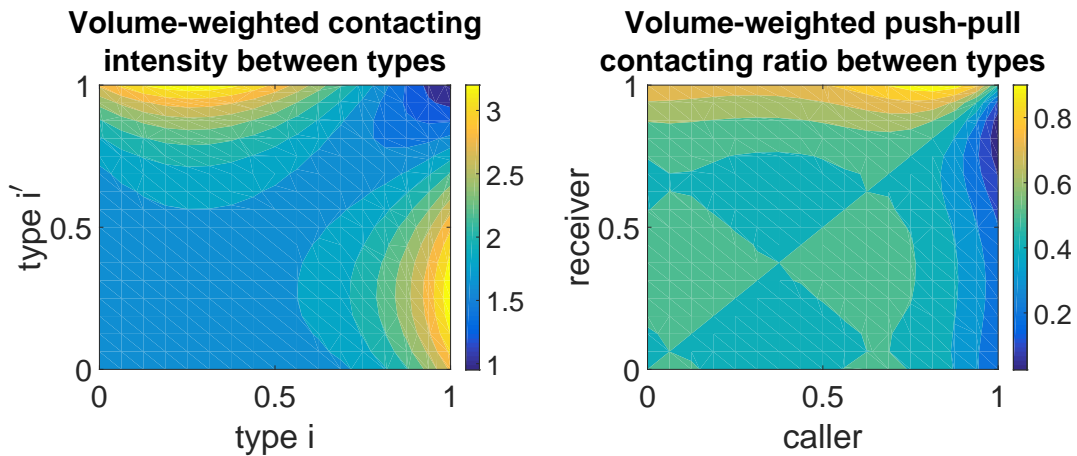 Volume-weighted contacting
intensity between types
1
0.5
0
0
0.5
1
type i
type i′
3
2.5
2
1.5
1
Volume-weighted push-pull
contacting ratio between types
1
0.5
0
0
0.5
1
caller
receiver
0.8
0.6
0.4
0.2